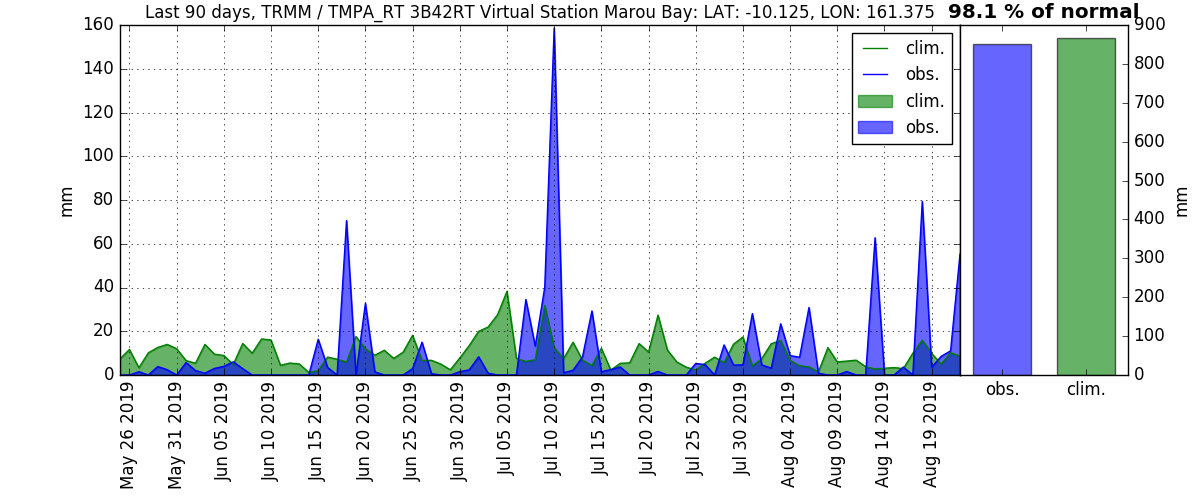 Last 90 days, TRMM / TMPA_RT 3B42RT Virtual Station Marou Bay: LAT: -10.125, LON: 161.375 98.1 % of normal
160
140
120
100
80
60
40
20
0
mm
clim.
obs.
clim.
obs.
900
800
700
600
500
400
300
200
100
0
mm
May 26 2019
May 31 2019
Jun 05 2019
Jun 10 2019
Jun 15 2019
Jun 20 2019
Jun 25 2019
Jun 30 2019
Jul 05 2019
Jul 10 2019
Jul 15 2019
Jul 20 2019
Jul 25 2019
Jul 30 2019
Aug 04 2019
Aug 09 2019
Aug 14 2019
Aug 19 2019
obs.
clim.